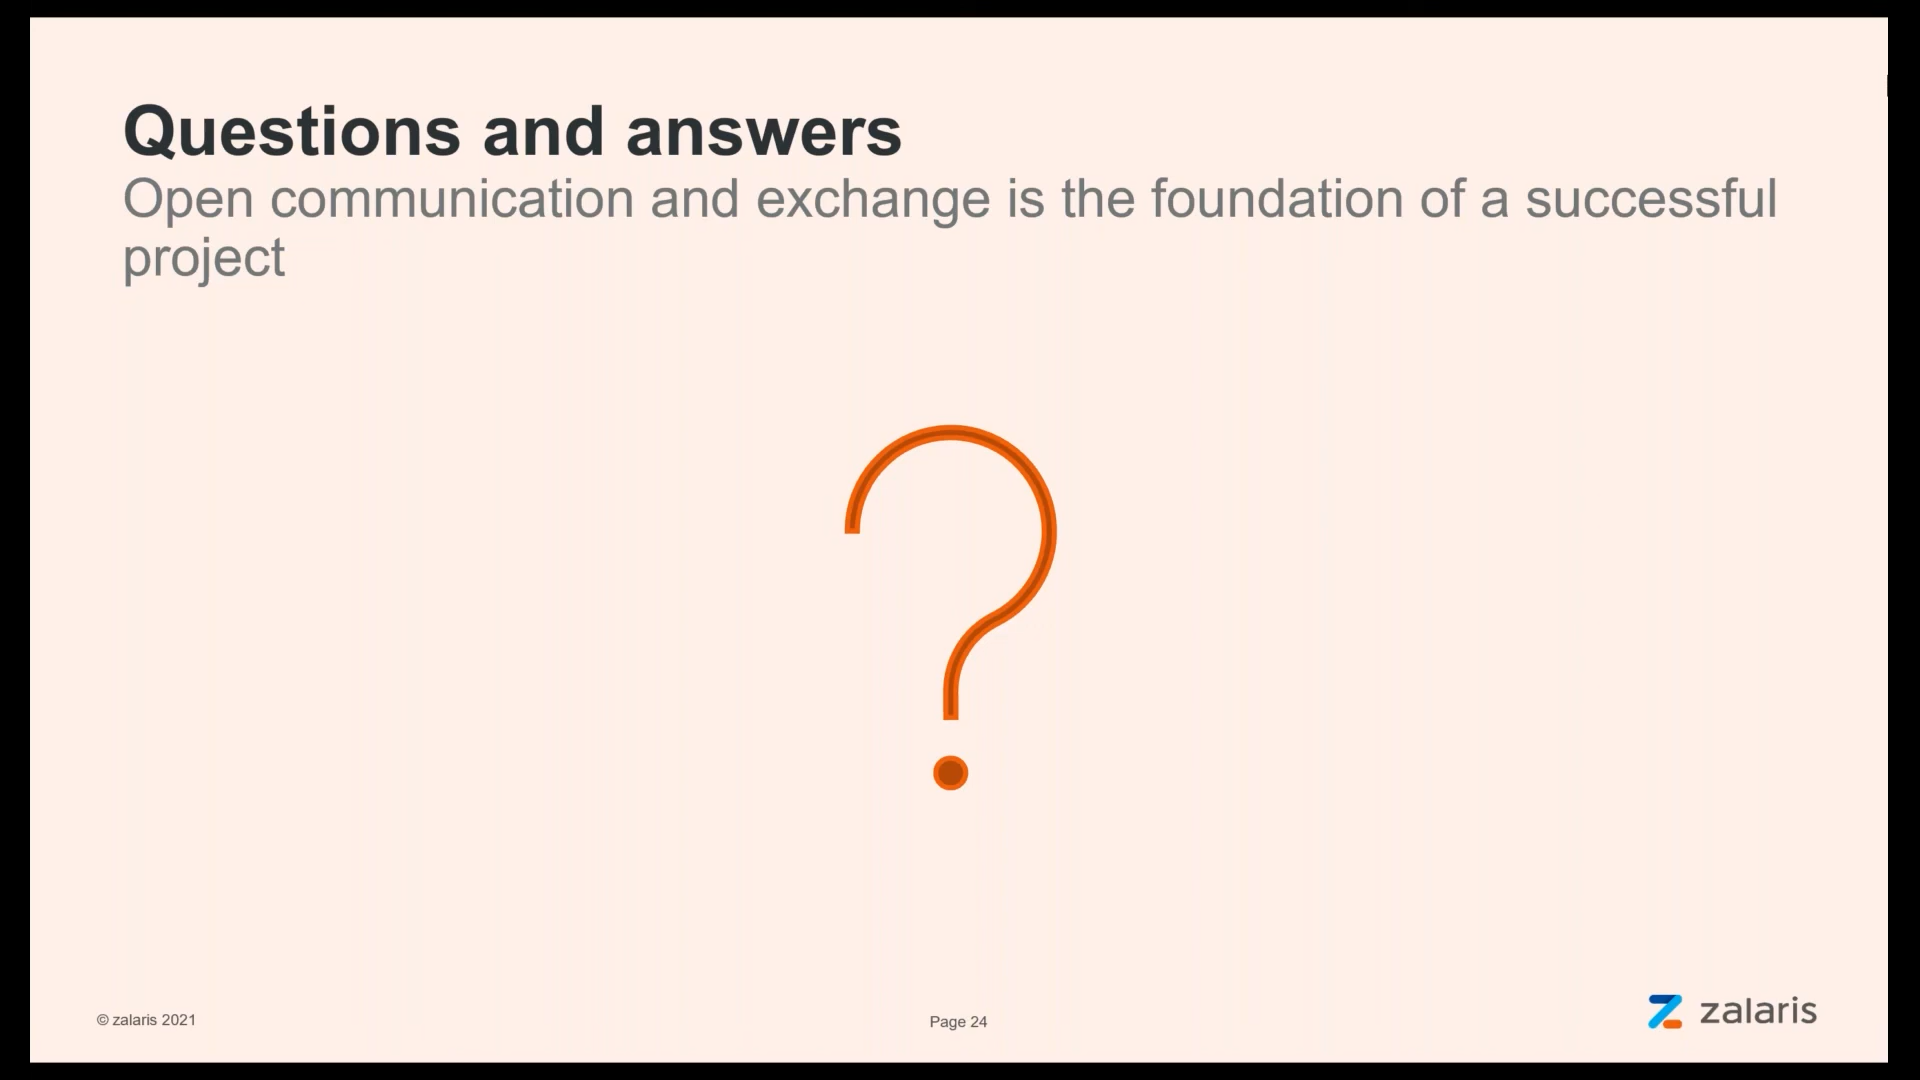 Questions and answers
Open communication and exchange is the foundation of a successful
project
?
© zalaris 2021
Page 24
zalaris